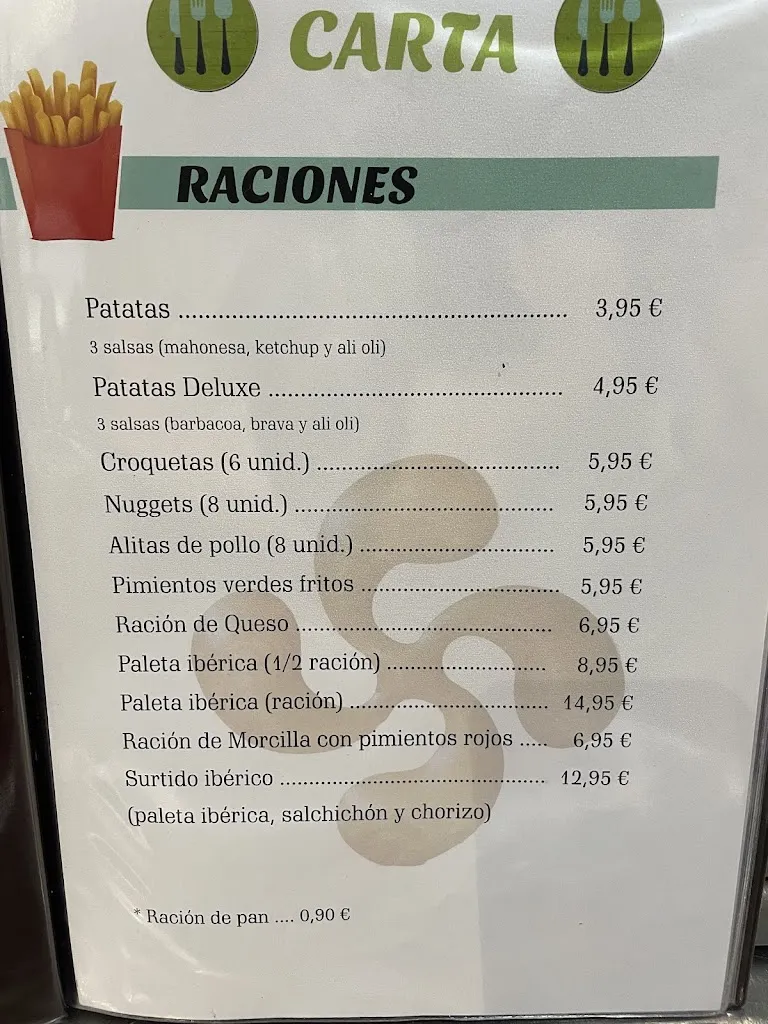 CARTA
RACIONES
Patatas ........................................................... 3,95 €
3 salsas (mahonesa, ketchup y ali oli)
Patatas Deluxe ............................................. 4,95 €
3 salsas (barbacoa, brava y ali oli)
Croquetas (6 unid.) ..................................... 5,95 €
Nuggets (8 unid.) ........................................ 5,95 €
Alitas de pollo (8 unid.) .............................. 5,95 €
Pimientos verdes fritos ............................... 5,95 €
Ración de Queso ........................................ 6,95 €
Paleta ibérica (1/2 ración) ......................... 8,95 €
Paleta ibérica (ración) ................................ 14,95 €
Ración de Morcilla con pimientos rojos ..... 6,95 €
Surtido ibérico ........................................... 12,95 €
(paleta ibérica, salchichón y chorizo)
* Ración de pan .... 0,90 €